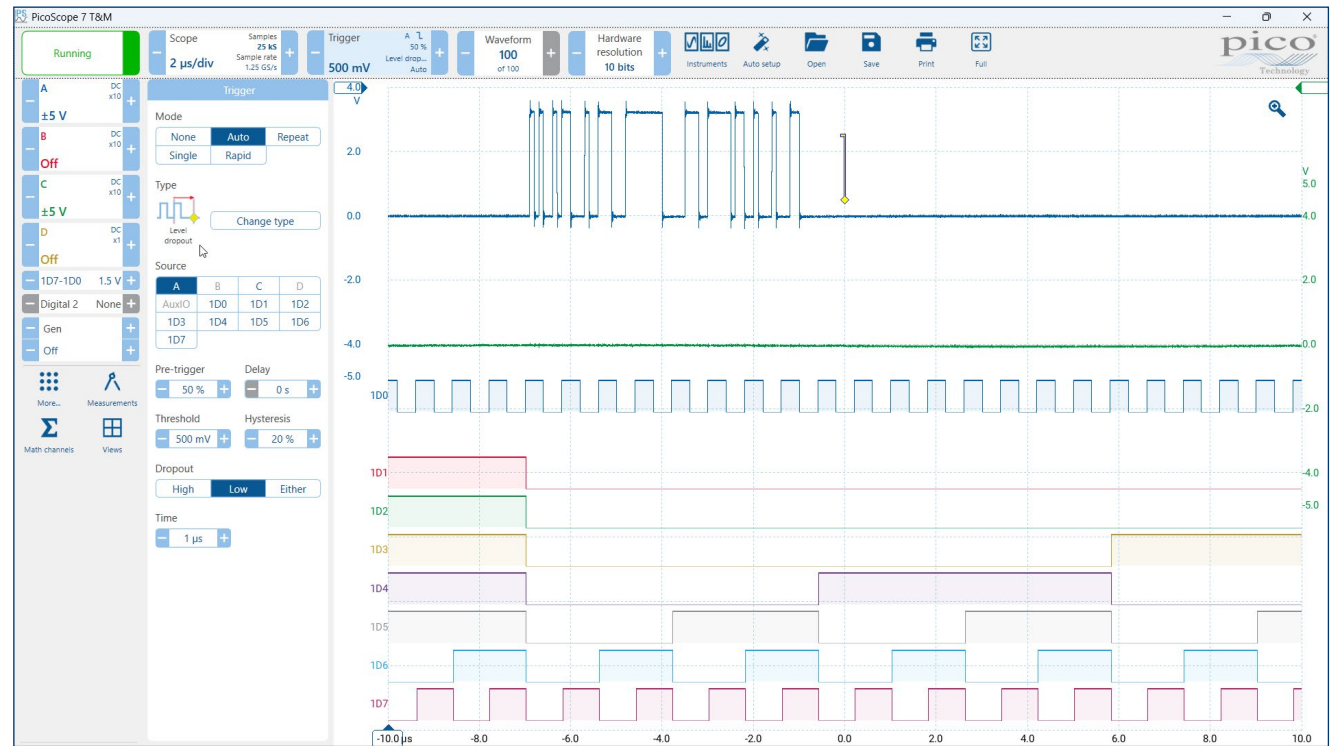 PicoScope 7 T&M
Running
Scope
2 µs/div
Samples
25 kS
Sample rate
1.25 GS/s
Trigger
500 mV
A
50 %
Level drop...
Auto
Waveform
100
of 100
Hardware
resolution
10 bits
Instruments
Auto setup
Open
Save
Print
Full
pico
Technology
A
DC
x10
±5 V
B
DC
x10
Off
C
DC
x10
±5 V
D
DC
x1
Off
1D7-1D0 1.5 V
Digital 2 None
Gen
Off
More...
Measurements
Math channels
Views
Trigger
Mode
None Auto Repeat
Single Rapid
Type
Level
dropout
Change type
Source
A B C D
AuxIO 1D0 1D1 1D2
1D3 1D4 1D5 1D6
1D7
Pre-trigger Delay
50 % 0 s
Threshold Hysteresis
500 mV 20 %
Dropout
High Low Either
Time
1 µs
4.0
V
2.0
0.0
-2.0
-4.0
-5.0
1D0
1D1
1D2
1D3
1D4
1D5
1D6
1D7
V
5.0
4.0
2.0
0.0
-2.0
-4.0
-5.0
-10.0 µs -8.0 -6.0 -4.0 -2.0 0.0 2.0 4.0 6.0 8.0 10.0